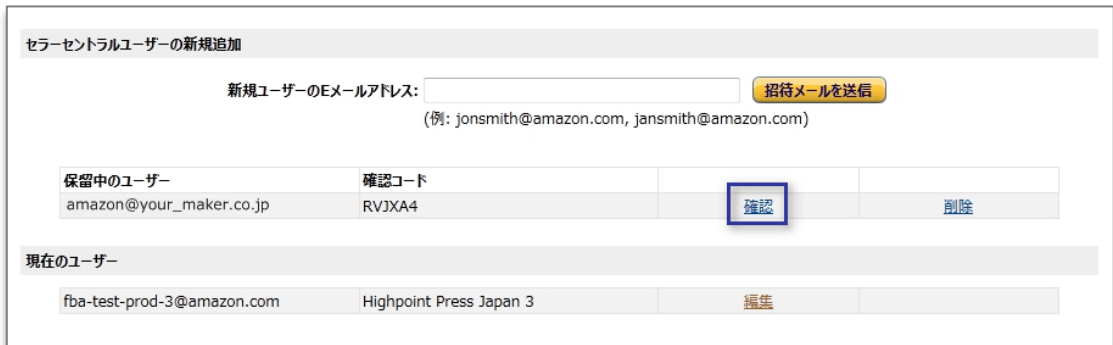 セラーセントラルユーザーの新規追加
新規ユーザーのEメールアドレス: 招待メールを送信
(例: jonsmith@amazon.com, jansmith@amazon.com)
保留中のユーザー 確認コード
amazon@your_maker.co.jp RVJXA4 確認 削除
現在のユーザー
fba-test-prod-3@amazon.com Highpoint Press Japan 3 編集